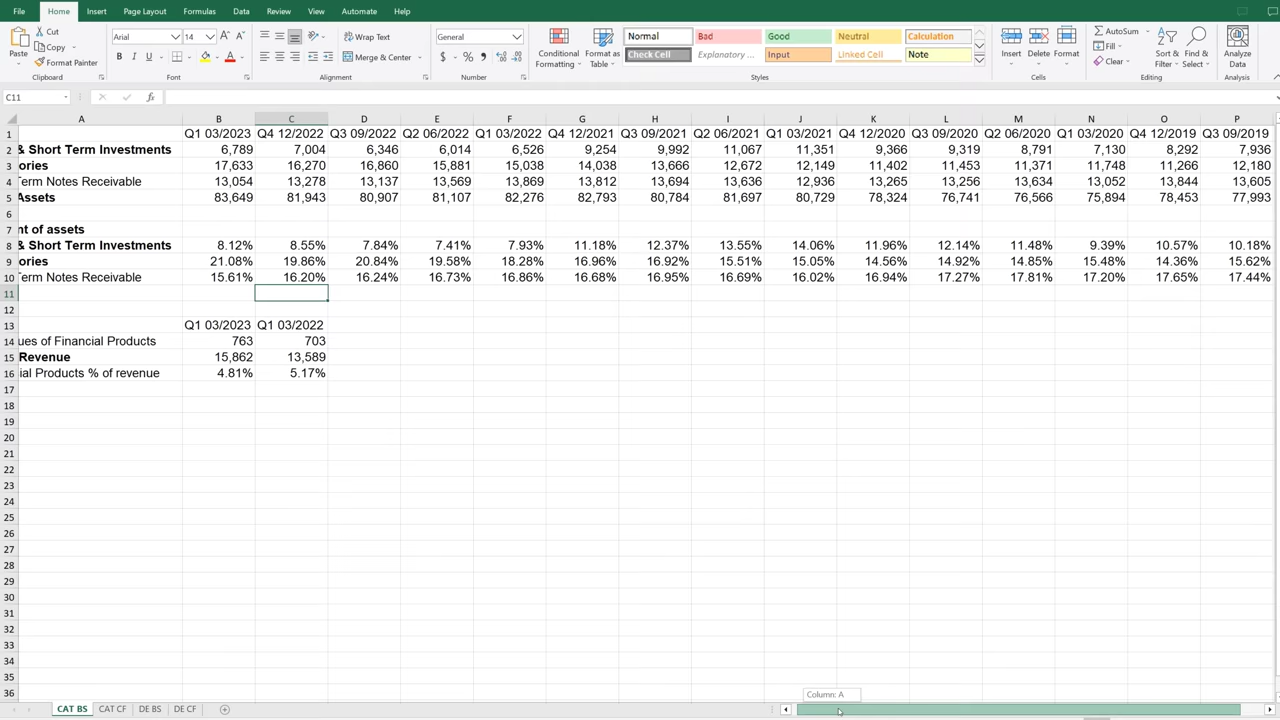 File Home Insert Page Layout Formulas Data Review View Automate Help
Cut Copy Format Painter Paste Clipboard
Arial 14 B I U Font
Wrap Text Merge & Center Alignment
General $ % Number
Conditional Formatting Format as Table
Normal Bad Good Neutral Calculation
Check Cell Explanatory ... Input Linked Cell Note
Styles
Insert Delete Format Cells
AutoSum Fill Clear Sort & Filter Find & Select Editing
Analyze Data Analysis
C11 fx
A B C D E F G H I J K L M N O P
1 Q1 03/2023 Q4 12/2022 Q3 09/2022 Q2 06/2022 Q1 03/2022 Q4 12/2021 Q3 09/2021 Q2 06/2021 Q1 03/2021 Q4 12/2020 Q3 09/2020 Q2 06/2020 Q1 03/2020 Q4 12/2019 Q3 09/2019
2 & Short Term Investments 6,789 7,004 6,346 6,014 6,526 9,254 9,992 11,067 11,351 9,366 9,319 8,791 7,130 8,292 7,936
3 ories 17,633 16,270 16,860 15,881 15,038 14,038 13,666 12,672 12,149 11,402 11,453 11,371 11,748 11,266 12,180
4 Term Notes Receivable 13,054 13,278 13,137 13,569 13,869 13,812 13,694 13,636 12,936 13,265 13,256 13,634 13,052 13,844 13,605
5 Assets 83,649 81,943 80,907 81,107 82,276 82,793 80,784 81,697 80,729 78,324 76,741 76,566 75,894 78,453 77,993
6
7 nt of assets
8 & Short Term Investments 8.12% 8.55% 7.84% 7.41% 7.93% 11.18% 12.37% 13.55% 14.06% 11.96% 12.14% 11.48% 9.39% 10.57% 10.18%
9 ories 21.08% 19.86% 20.84% 19.58% 18.28% 16.96% 16.92% 15.51% 15.05% 14.56% 14.92% 14.85% 15.48% 14.36% 15.62%
10 Term Notes Receivable 15.61% 16.20% 16.24% 16.73% 16.86% 16.68% 16.95% 16.69% 16.02% 16.94% 17.27% 17.81% 17.20% 17.65% 17.44%
11
12
13 Q1 03/2023 Q1 03/2022
14 ues of Financial Products 763 703
15 Revenue 15,862 13,589
16 ial Products % of revenue 4.81% 5.17%
17
18
19
20
21
22
23
24
25
26
27
28
29
30
31
32
33
34
35
36
Column: A
CAT BS CAT CF DE BS DE CF